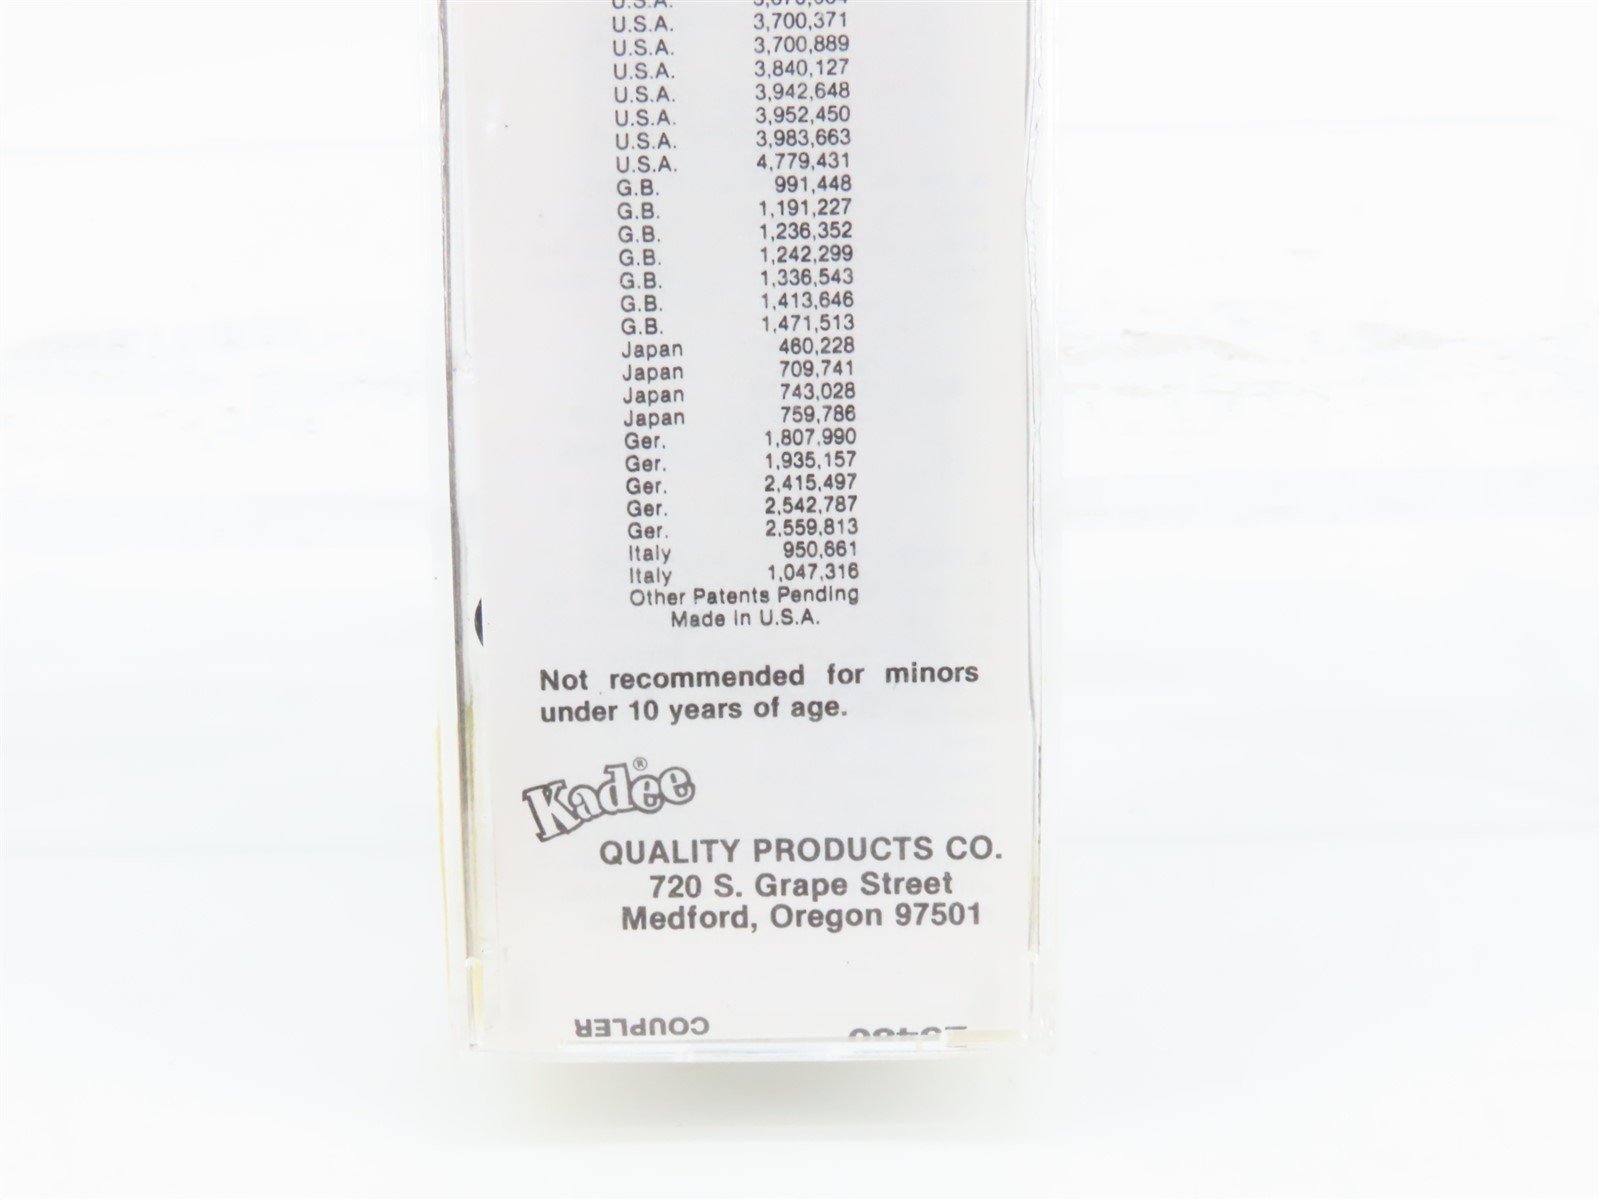 U.S.A. 3,700,371
U.S.A. 3,700,889
U.S.A. 3,840,127
U.S.A. 3,942,648
U.S.A. 3,952,450
U.S.A. 3,983,663
U.S.A. 4,779,431
G.B. 991,448
G.B. 1,191,227
G.B. 1,236,352
G.B. 1,242,299
G.B. 1,336,543
G.B. 1,413,646
G.B. 1,471,513
Japan 460,228
Japan 709,741
Japan 743,028
Japan 759,786
Ger. 1,807,990
Ger. 1,935,157
Ger. 2,415,497
Ger. 2,542,787
Ger. 2,559,813
Italy 950,661
Italy 1,047,316
Other Patents Pending
Made in U.S.A.
Not recommended for minors
under 10 years of age.
Kadee®
QUALITY PRODUCTS CO.
720 S. Grape Street
Medford, Oregon 97501
COUPLER